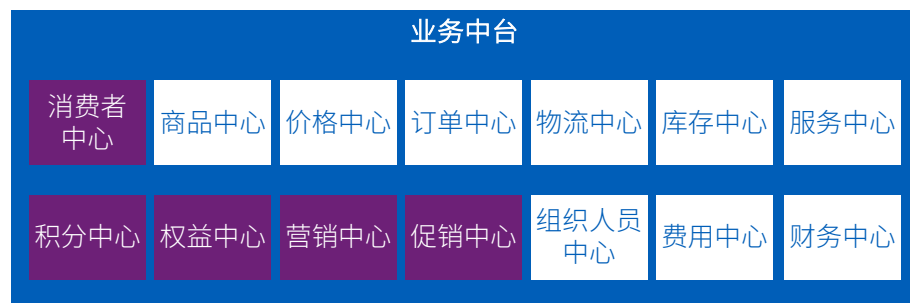 业务中台
消费者
中心
商品中心
价格中心
订单中心
物流中心
库存中心
服务中心
积分中心
权益中心
营销中心
促销中心
组织人员
中心
费用中心
财务中心